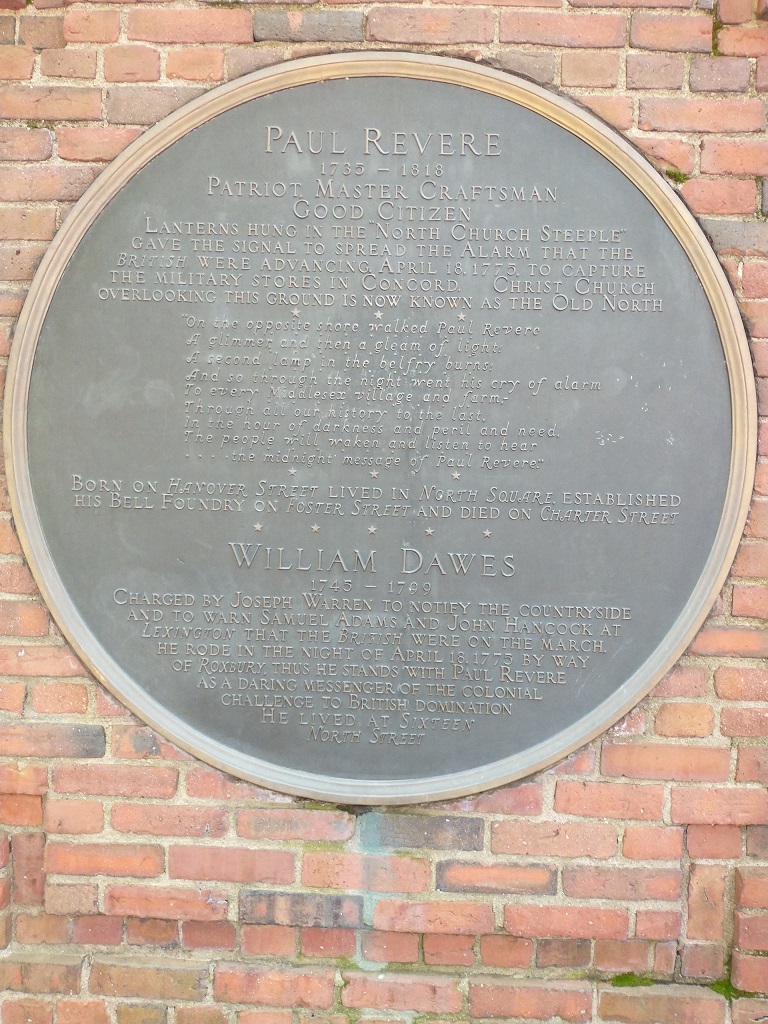 PAUL REVERE
1735 – 1818
PATRIOT MASTER CRAFTSMAN
GOOD CITIZEN
LANTERNS HUNG IN THE "NORTH CHURCH STEEPLE"
GAVE THE SIGNAL TO SPREAD THE ALARM THAT THE
BRITISH WERE ADVANCING, APRIL 18, 1775, TO CAPTURE
THE MILITARY STORES IN CONCORD. CHRIST CHURCH
OVERLOOKING THIS GROUND IS NOW KNOWN AS THE OLD NORTH
"On the opposite shore walked Paul Revere
A glimmer and then a gleam of light:
A second lamp in the belfry burns:
And so through the night went his cry of alarm
To every Middlesex village and farm,-
Through all our history to the last,
In the hour of darkness and peril and need,
The people will waken and listen to hear
. . . . the midnight message of Paul Revere."
BORN ON HANOVER STREET LIVED IN NORTH SQUARE, ESTABLISHED
HIS BELL FOUNDRY ON FOSTER STREET AND DIED ON CHARTER STREET
WILLIAM DAWES
1745 – 1799
CHARGED BY JOSEPH WARREN TO NOTIFY THE COUNTRYSIDE
AND TO WARN SAMUEL ADAMS AND JOHN HANCOCK AT
LEXINGTON THAT THE BRITISH WERE ON THE MARCH.
HE RODE IN THE NIGHT OF APRIL 18, 1775 BY WAY
OF ROXBURY, THUS HE STANDS WITH PAUL REVERE
AS A DARING MESSENGER OF THE COLONIAL
CHALLENGE TO BRITISH DOMINATION
HE LIVED AT SIXTEEN
NORTH STREET